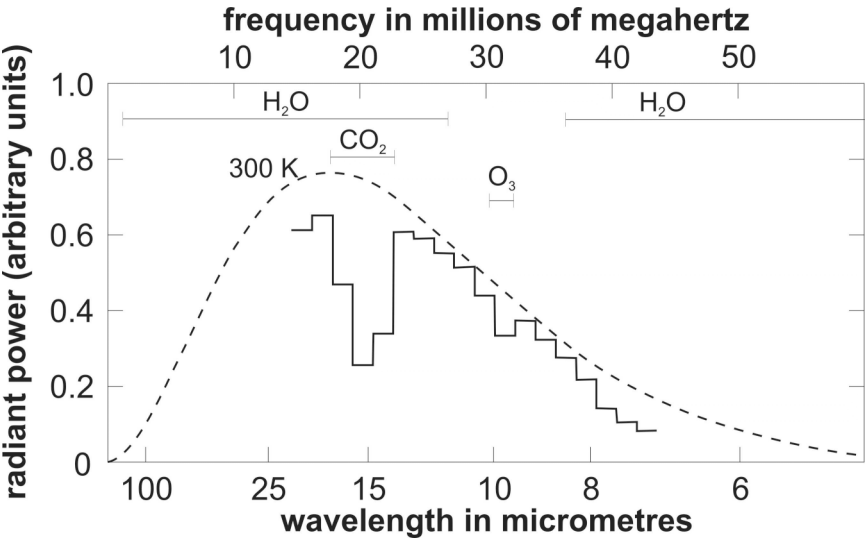 frequency in millions of megahertz
10 20 30 40 50
radiant power (arbitrary units)
1.0
H₂O H₂O
CO₂
0.8
300 K
O₃
0.6
0.4
0.2
0
100 25 15 10 8 6
wavelength in micrometres